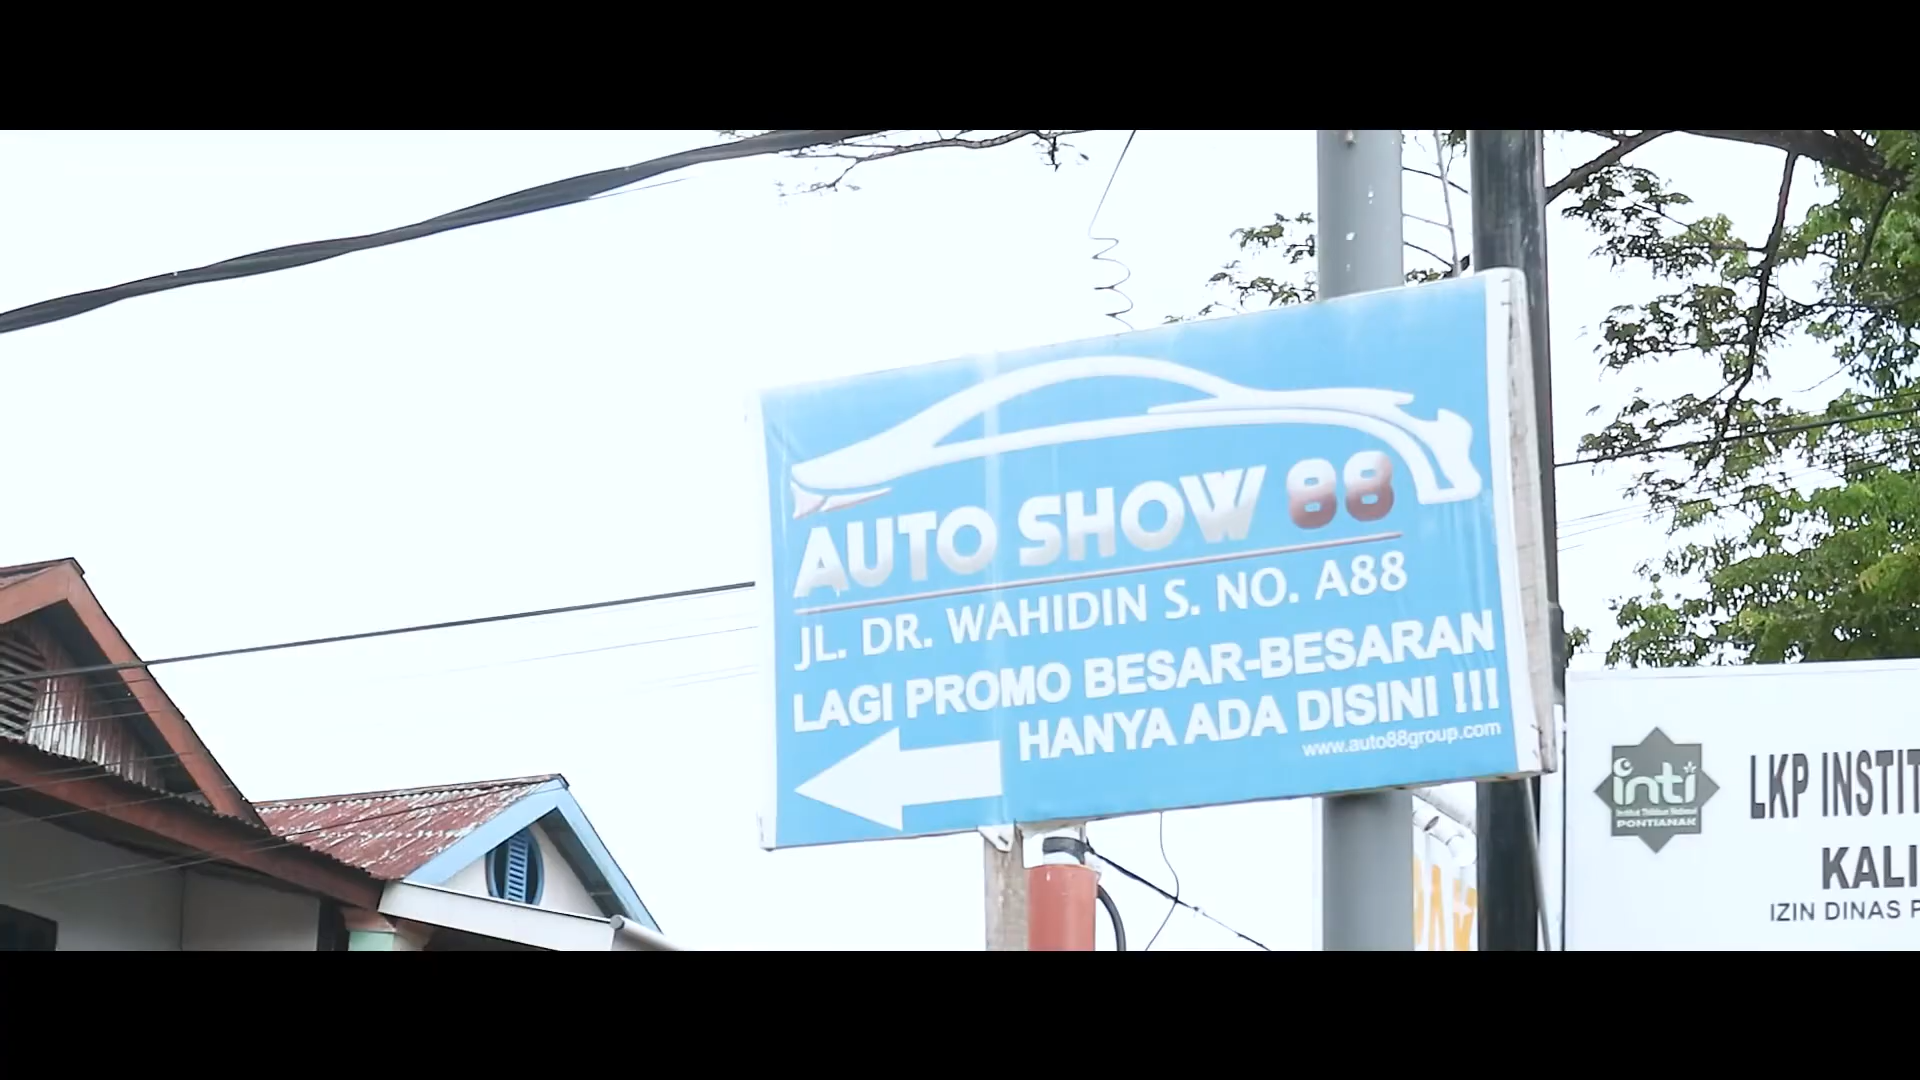 AUTO SHOW 88
JL. DR. WAHIDIN S. NO. A88
LAGI PROMO BESAR-BESARAN
HANYA ADA DISINI !!!
www.auto88group.com
inti
PONTIANAK
LKP INSTIT
KALI
IZIN DINAS P